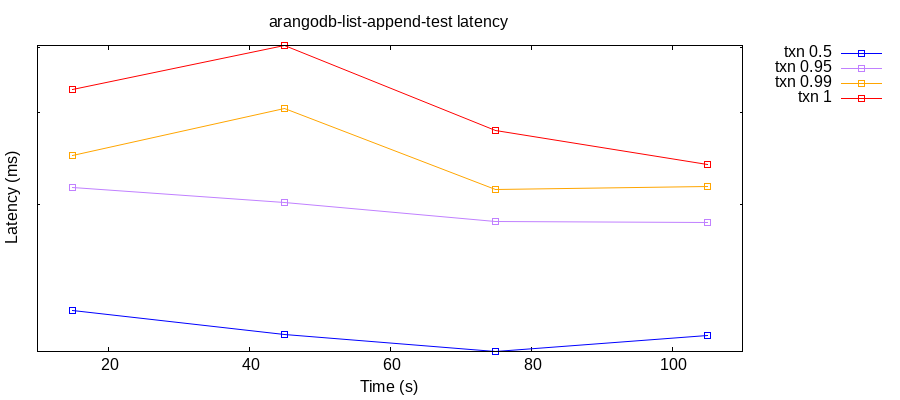 arangodb-list-append-test latency
txn 0.5
txn 0.95
txn 0.99
txn 1
Latency (ms)
20 40 60 80 100
Time (s)